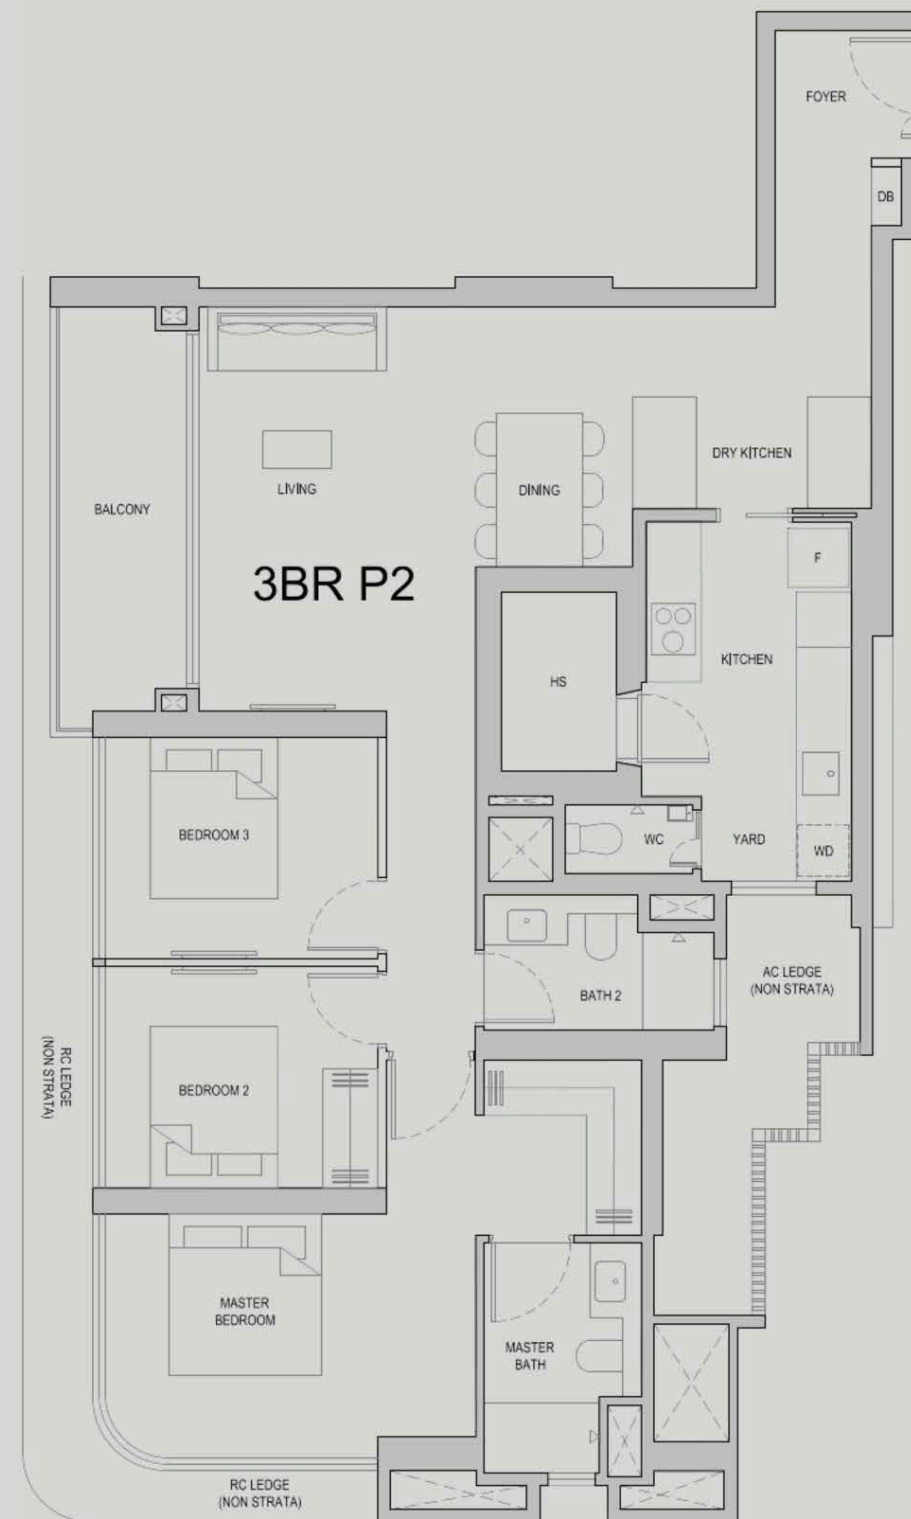 FOYER
DB
DRY KITCHEN
LIVING
DINING
BALCONY
3BR P2
F
KITCHEN
HS
BEDROOM 3
WC
YARD
WD
AC LEDGE
(NON STRATA)
BATH 2
RC LEDGE
(NON STRATA)
BEDROOM 2
MASTER
BEDROOM
MASTER
BATH
RC LEDGE
(NON STRATA)